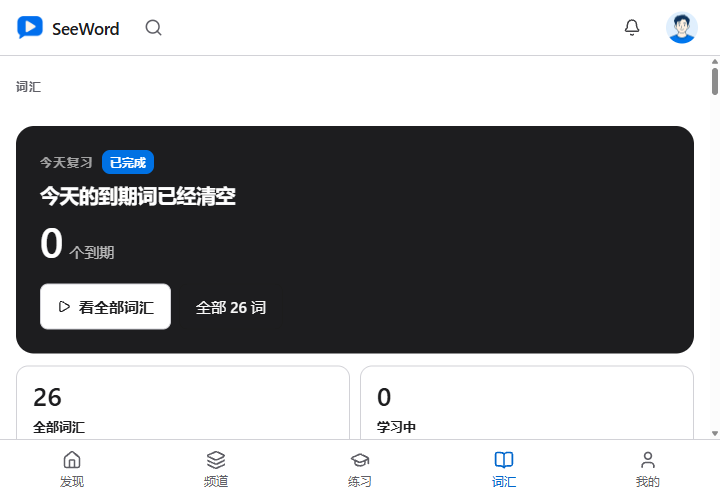 SeeWord
词汇
今天复习 已完成
今天的到期词已经清空
0 个到期
看全部词汇 全部 26 词
26
全部词汇
0
学习中
发现 频道 练习 词汇 我的